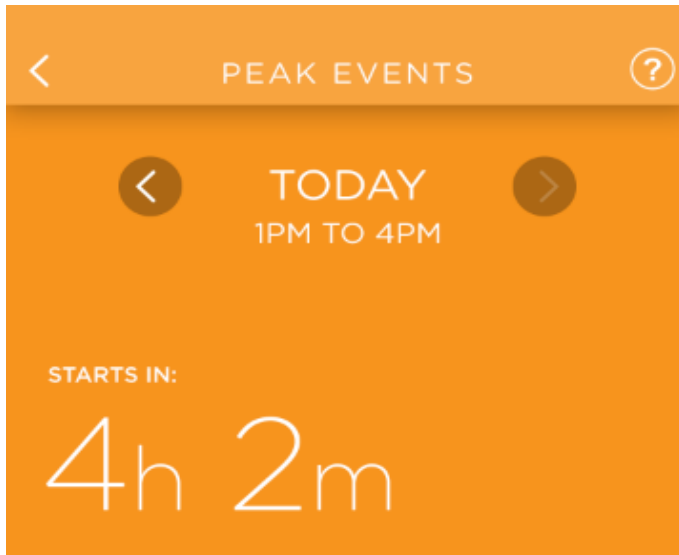 PEAK EVENTS
?
TODAY
1PM TO 4PM
STARTS IN:
4h 2m